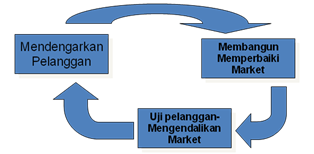 Mendengarkan
Pelanggan
Membangun
Memperbaiki
Market
Uji pelanggan-
Mengendalikan
Market